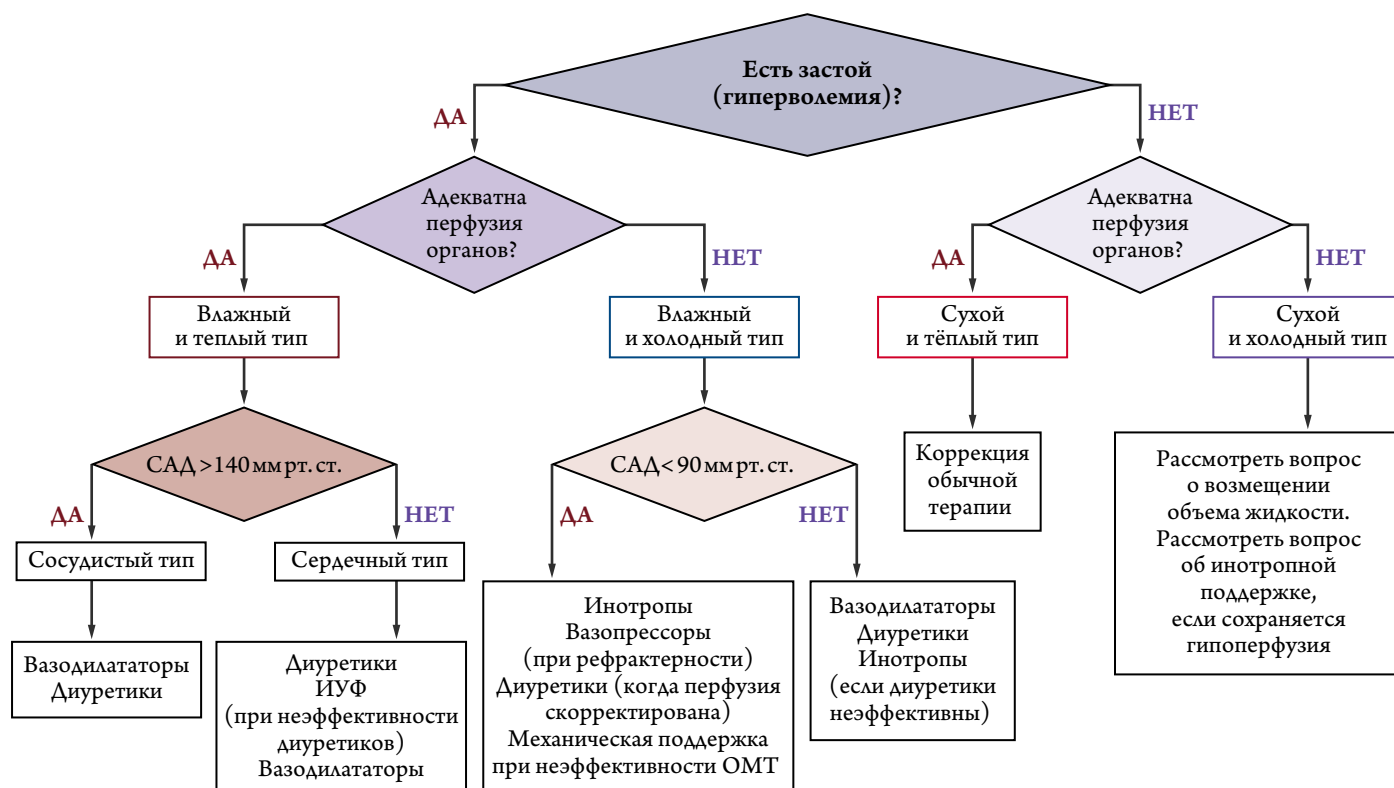 Есть застой
(гиперволемия)?
ДА
НЕТ
Адекватна
перфузия
органов?
Адекватна
перфузия
органов?
ДА
НЕТ
ДА
НЕТ
Влажный
и теплый тип
Влажный
и холодный тип
Сухой
и тёплый тип
Сухой
и холодный тип
САД >140 мм рт. ст.
САД < 90 мм рт. ст.
Коррекция
обычной
терапии
Рассмотреть вопрос
о возмещении
объема жидкости.
Рассмотреть вопрос
об инотропной
поддержке,
если сохраняется
гипоперфузия
ДА
НЕТ
ДА
НЕТ
Сосудистый тип
Сердечный тип
Вазодилататоры
Диуретики
Диуретики
ИУФ
(при неэффективности
диуретиков)
Вазодилататоры
Инотропы
Вазопрессоры
(при рефрактерности)
Диуретики (когда перфузия
скорректирована)
Механическая поддержка
при неэффективности ОМТ
Вазодилататоры
Диуретики
Инотропы
(если диуретики
неэффективны)